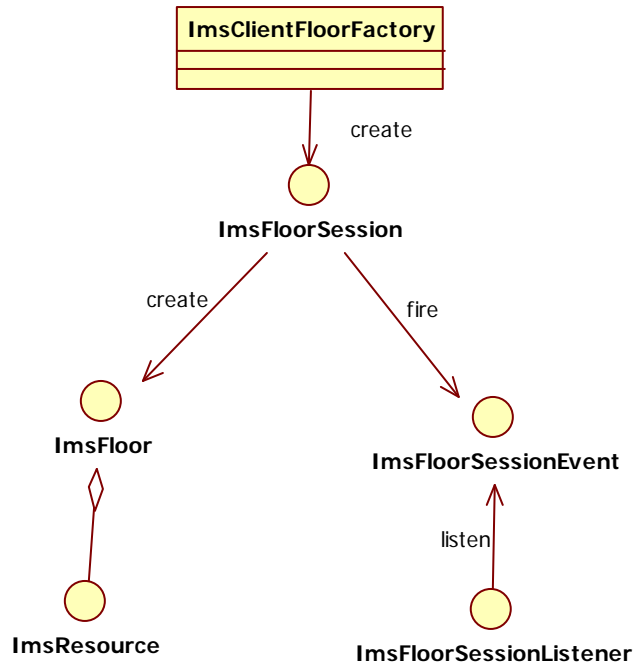 ImsClientFloorFactory
create
ImsFloorSession
create
fire
ImsFloor
ImsFloorSessionEvent
listen
ImsResource
ImsFloorSessionListener